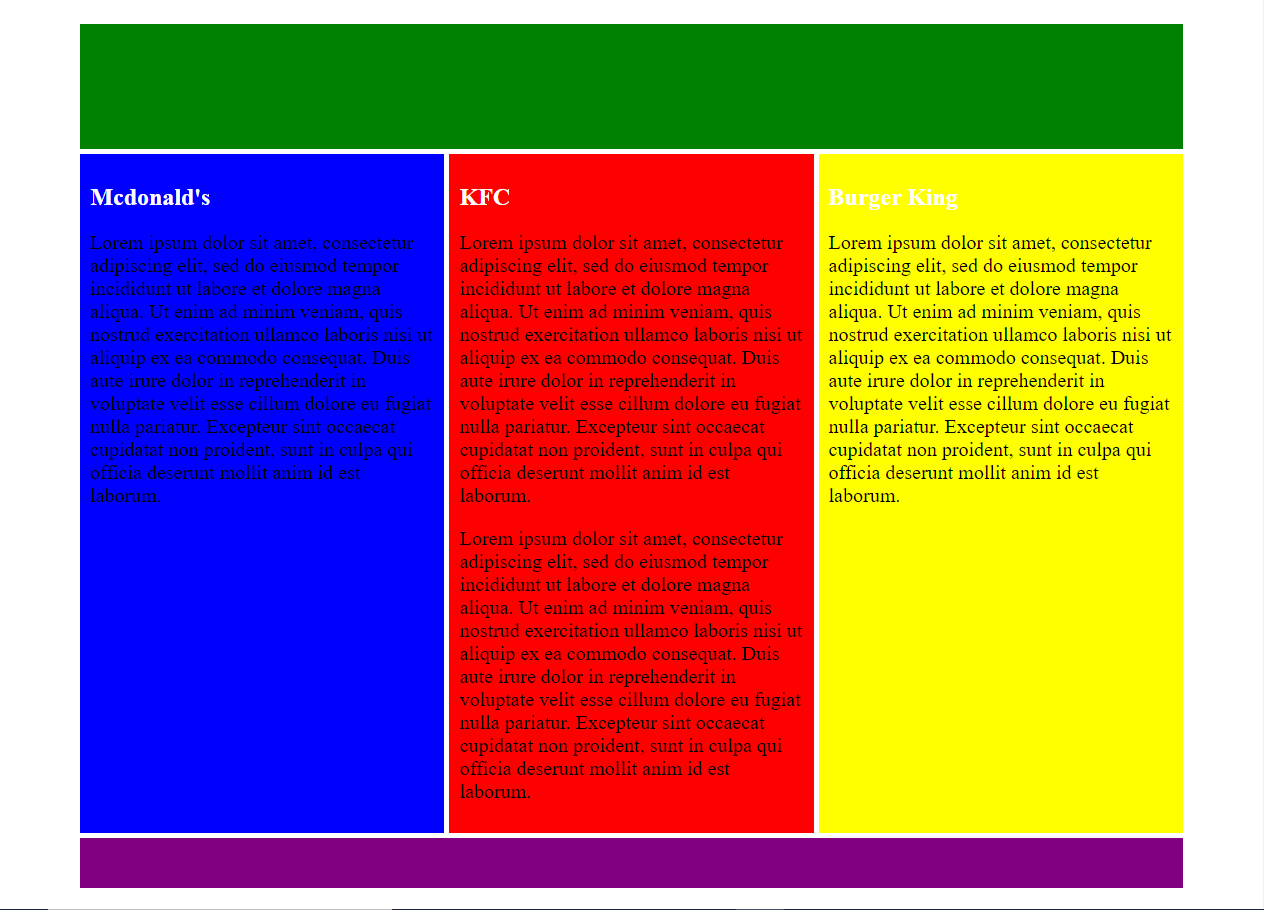 Mcdonald's
Lorem ipsum dolor sit amet, consectetur
adipiscing elit, sed do eiusmod tempor
incididunt ut labore et dolore magna
aliqua. Ut enim ad minim veniam, quis
nostrud exercitation ullamco laboris nisi ut
aliquip ex ea commodo consequat. Duis
aute irure dolor in reprehenderit in
voluptate velit esse cillum dolore eu fugiat
nulla pariatur. Excepteur sint occaecat
cupidatat non proident, sunt in culpa qui
officia deserunt mollit anim id est
laborum.
KFC
Lorem ipsum dolor sit amet, consectetur
adipiscing elit, sed do eiusmod tempor
incididunt ut labore et dolore magna
aliqua. Ut enim ad minim veniam, quis
nostrud exercitation ullamco laboris nisi ut
aliquip ex ea commodo consequat. Duis
aute irure dolor in reprehenderit in
voluptate velit esse cillum dolore eu fugiat
nulla pariatur. Excepteur sint occaecat
cupidatat non proident, sunt in culpa qui
officia deserunt mollit anim id est
laborum.
Lorem ipsum dolor sit amet, consectetur
adipiscing elit, sed do eiusmod tempor
incididunt ut labore et dolore magna
aliqua. Ut enim ad minim veniam, quis
nostrud exercitation ullamco laboris nisi ut
aliquip ex ea commodo consequat. Duis
aute irure dolor in reprehenderit in
voluptate velit esse cillum dolore eu fugiat
nulla pariatur. Excepteur sint occaecat
cupidatat non proident, sunt in culpa qui
officia deserunt mollit anim id est
laborum.
Burger King
Lorem ipsum dolor sit amet, consectetur
adipiscing elit, sed do eiusmod tempor
incididunt ut labore et dolore magna
aliqua. Ut enim ad minim veniam, quis
nostrud exercitation ullamco laboris nisi ut
aliquip ex ea commodo consequat. Duis
aute irure dolor in reprehenderit in
voluptate velit esse cillum dolore eu fugiat
nulla pariatur. Excepteur sint occaecat
cupidatat non proident, sunt in culpa qui
officia deserunt mollit anim id est
laborum.